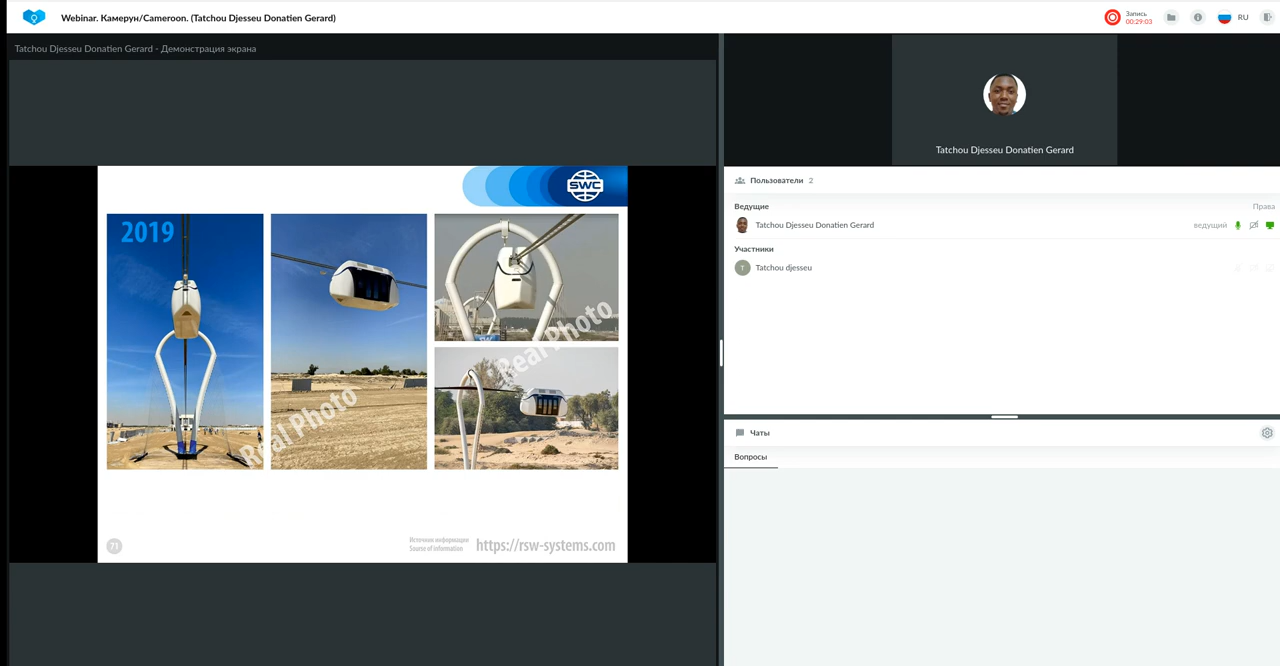 Webinar. Камерун/Cameroon. (Tatchou Djesseu Donatien Gerard)
Запись
00:29:03
RU
Tatchou Djesseu Donatien Gerard - Демонстрация экрана
Tatchou Djesseu Donatien Gerard
SWC
2019
Real Photo
Real Photo
71
Источник информации
Source of information
https://rsw-systems.com
Пользователи 2
Ведущие Права
Tatchou Djesseu Donatien Gerard ведущий
Участники
T Tatchou djesseu
Чаты
Вопросы